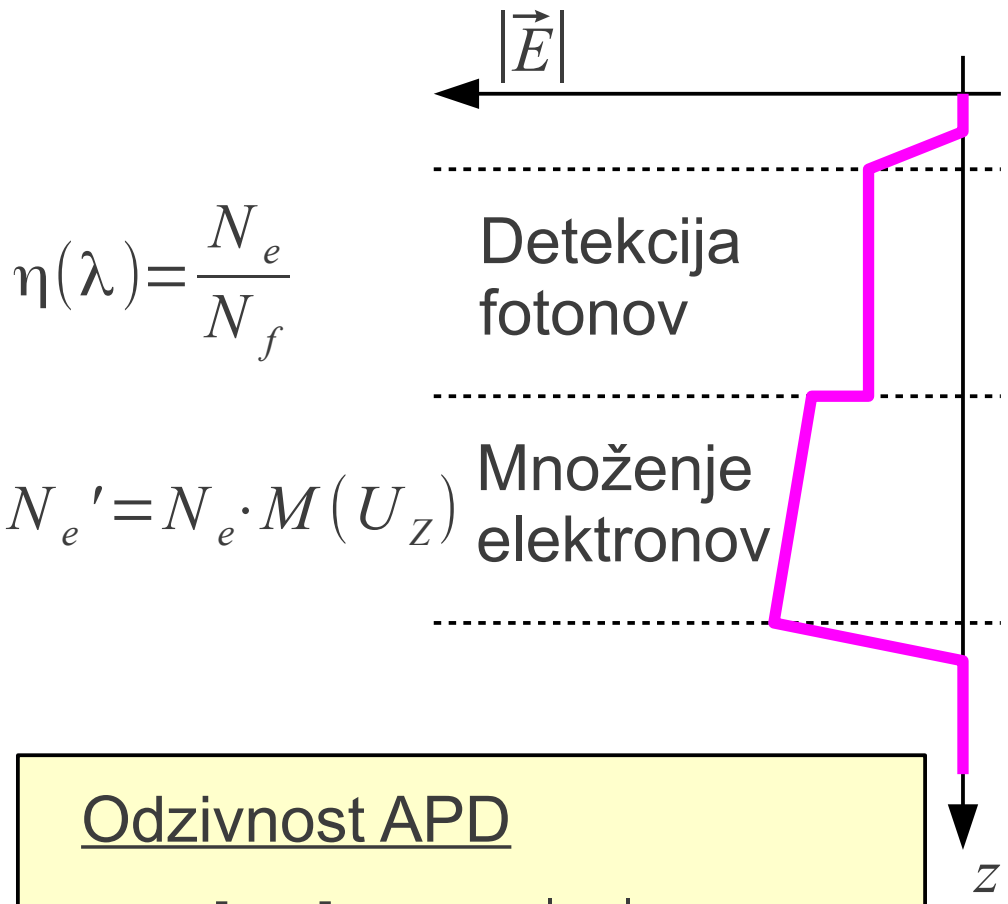 |E⃗|
η(λ)=N_e/N_f
Detekcija
fotonov
N_e'=N_e·M(U_Z)
Množenje
elektronov
Odzivnost APD
z